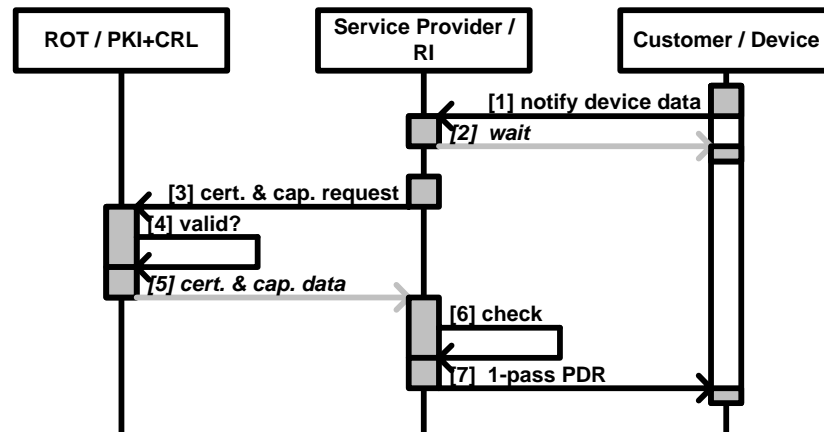 ROT / PKI+CRL
Service Provider /
RI
Customer / Device
[1] notify device data
[2] wait
[3] cert. & cap. request
[4] valid?
[5] cert. & cap. data
[6] check
[7] 1-pass PDR